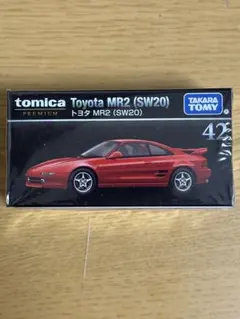 tomica
PREMIUM
Toyota MR2 (SW20)
トヨタ MR2 (SW20)
TAKARA
TOMY
42